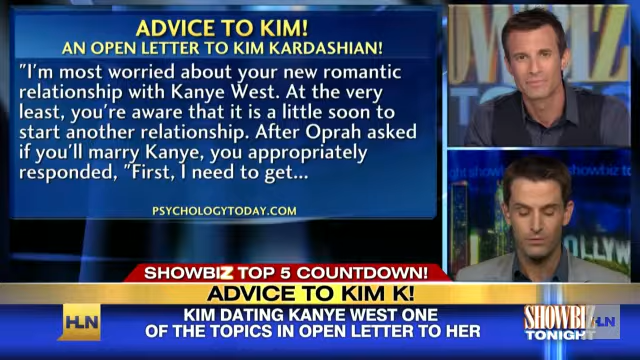 ADVICE TO KIM!
AN OPEN LETTER TO KIM KARDASHIAN!
"I'm most worried about your new romantic
relationship with Kanye West. At the very
least, you're aware that it is a little soon to
start another relationship. After Oprah asked
if you'll marry Kanye, you appropriately
responded, "First, I need to get...
PSYCHOLOGYTODAY.COM
SHOWBIZ TOP 5 COUNTDOWN!
ADVICE TO KIM K!
HLN
KIM DATING KANYE WEST ONE
OF THE TOPICS IN OPEN LETTER TO HER
SHOWBIZ
TONIGHT
HLN